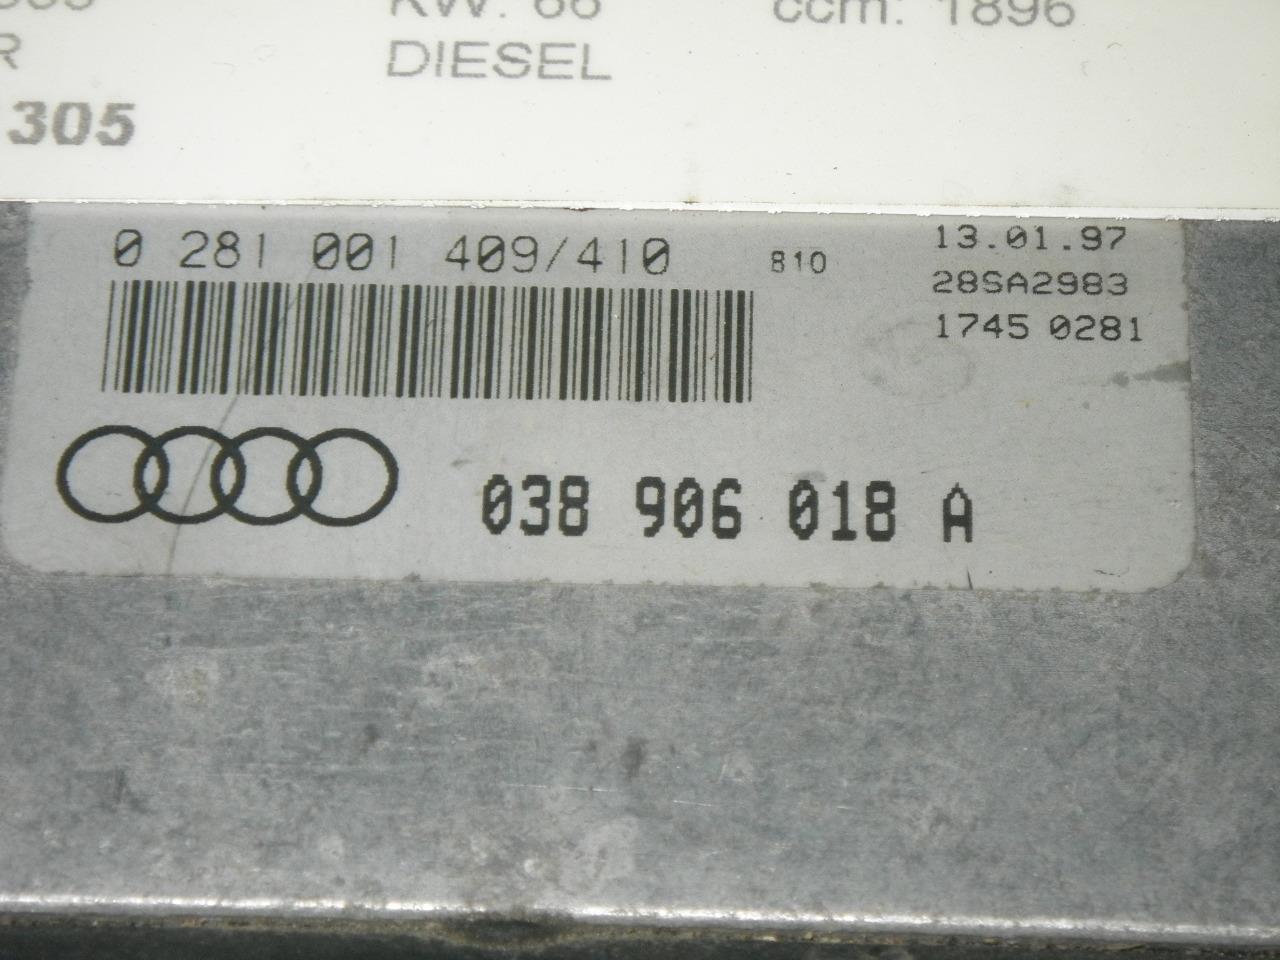 KW: 66 ccm: 1896
R DIESEL
305
0 281 001 409/410 810 13.01.97
28SA2983
1745 0281
038 906 018 A